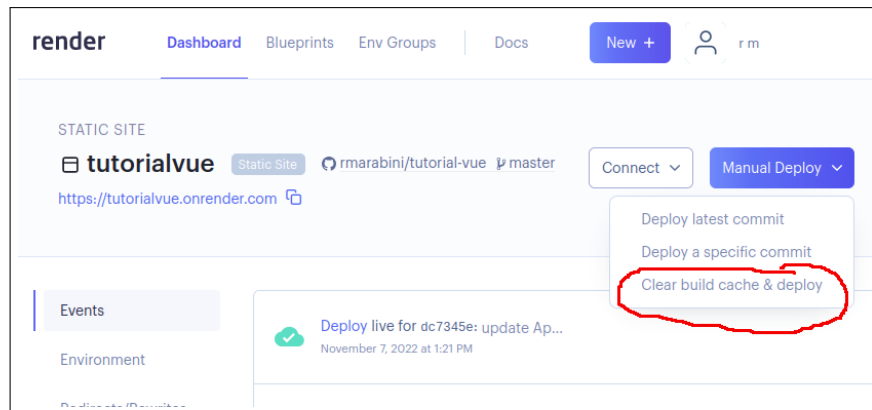 render Dashboard Blueprints Env Groups Docs New + r m
STATIC SITE
tutorialvue Static Site rmarabini/tutorial-vue master
Connect Manual Deploy
https://tutorialvue.onrender.com
Deploy latest commit
Deploy a specific commit
Clear build cache & deploy
Events
Deploy live for dc7345e: update Ap...
November 7, 2022 at 1:21 PM
Environment
Redirects/Rewrites